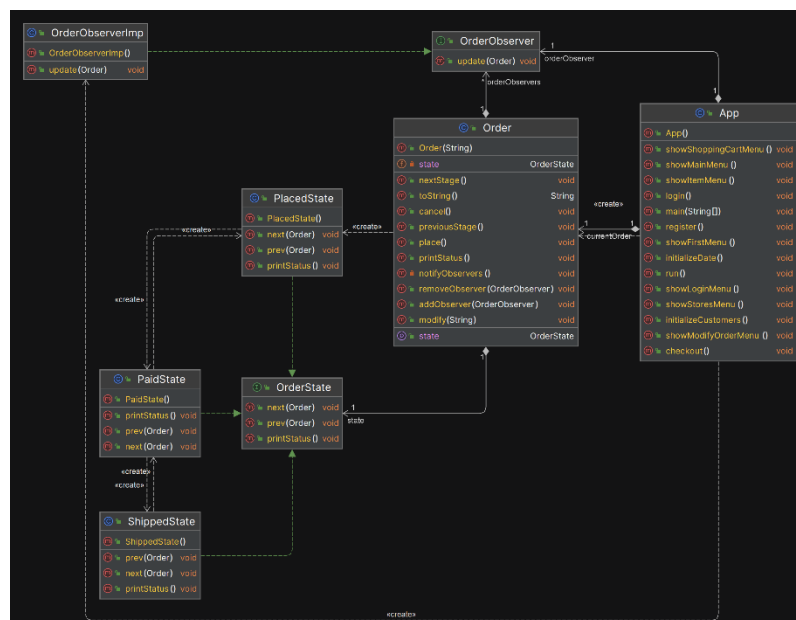 OrderObserverImp
OrderObserverImp()
update(Order) void
OrderObserver
update(Order) void
1
orderObserver
* orderObservers
1
1
App
App()
showShoppingCartMenu() void
showMainMenu() void
showItemMenu() void
login() void
main(String[]) void
register() void
showFirstMenu() void
initializeDate() void
run() void
showLoginMenu() void
showStoresMenu() void
initializeCustomers() void
showModifyOrderMenu() void
checkout() void
Order
Order(String)
state OrderState
nextStage() void
toString() String
cancel() void
previousStage() void
place() void
printStatus() void
notifyObservers() void
removeObserver(OrderObserver) void
addObserver(OrderObserver) void
modify(String) void
state OrderState
«create»
1
1
currentOrder
PlacedState
PlacedState()
next(Order) void
prev(Order) void
printStatus() void
«create»
«create»
«create»
1
PaidState
PaidState()
printStatus() void
prev(Order) void
next(Order) void
OrderState
next(Order) void
prev(Order) void
printStatus() void
1
state
«create»
«create»
ShippedState
ShippedState()
prev(Order) void
next(Order) void
printStatus() void
«create»